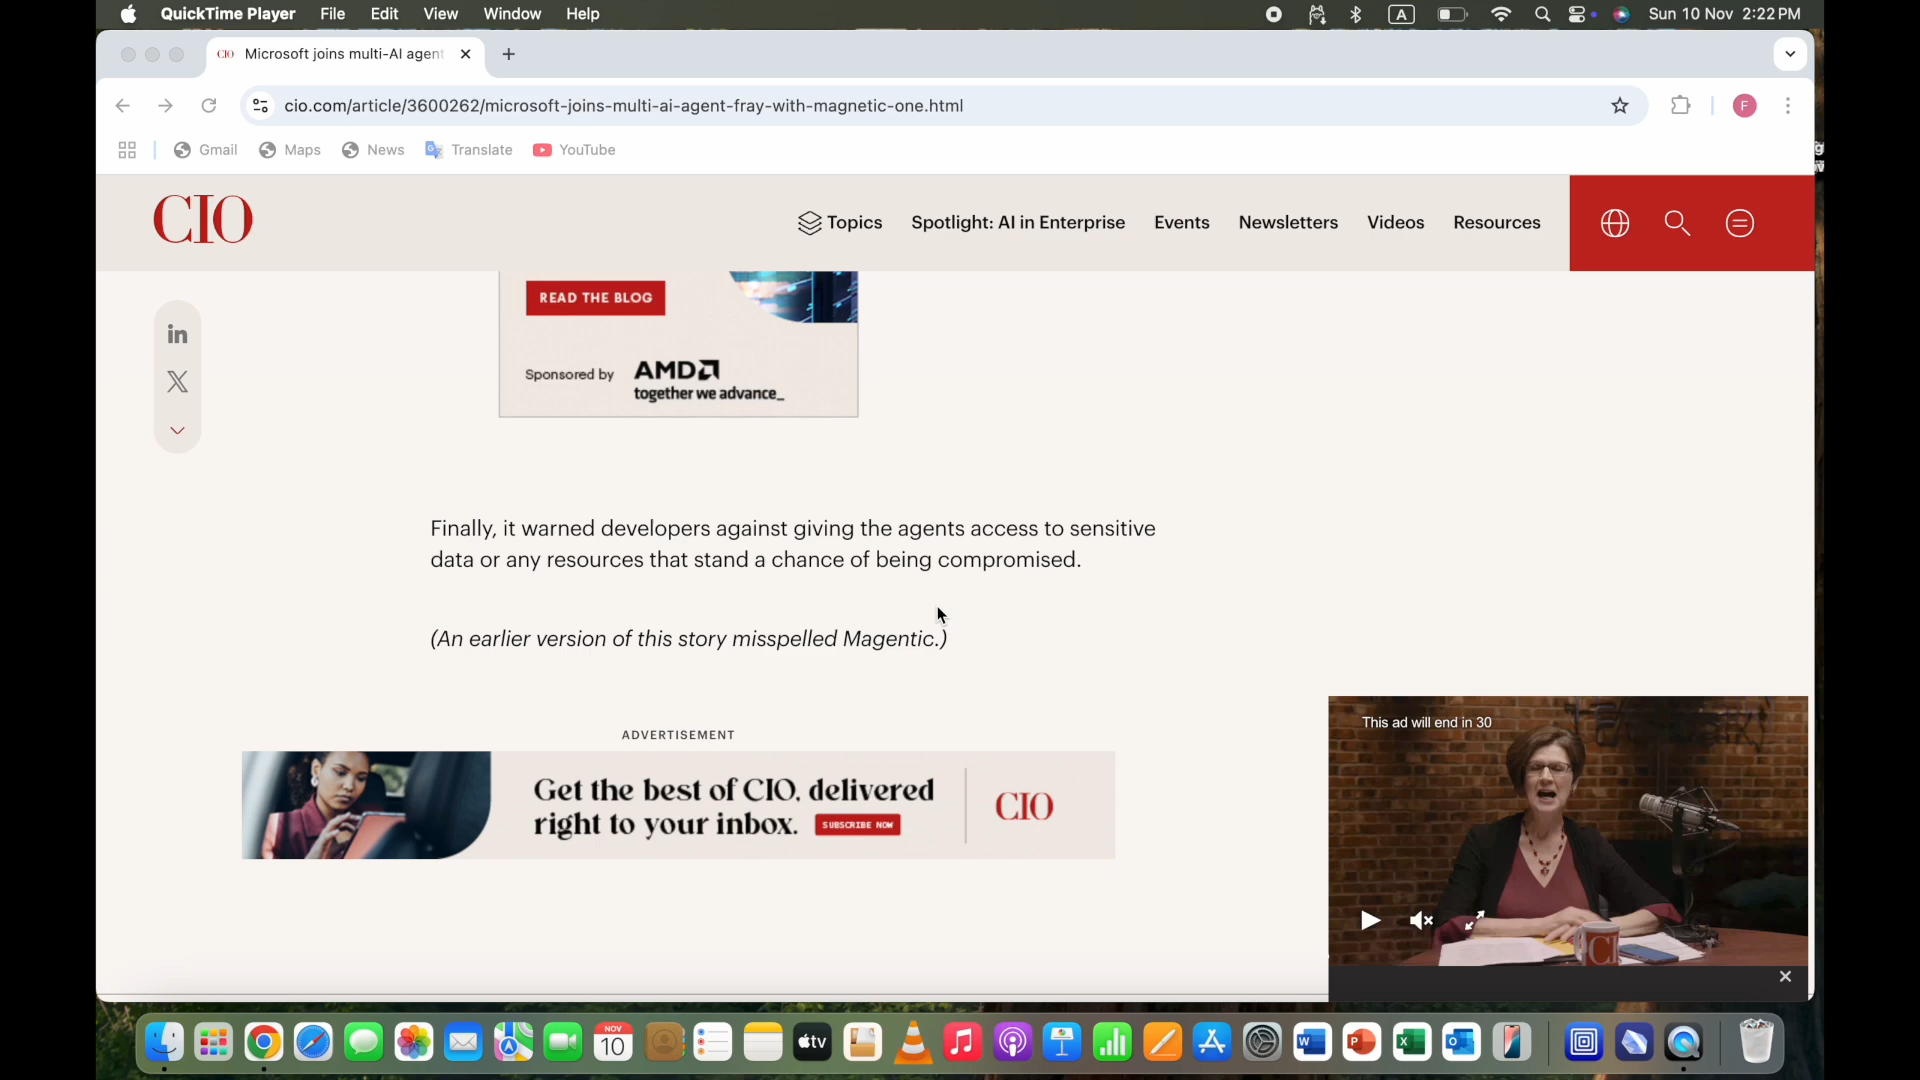 QuickTime Player File Edit View Window Help A Sun 10 Nov 2:22 PM
CIO Microsoft joins multi-AI agent
cio.com/article/3600262/microsoft-joins-multi-ai-agent-fray-with-magnetic-one.html F
Gmail Maps News Translate YouTube
CIO Topics Spotlight: AI in Enterprise Events Newsletters Videos Resources
READ THE BLOG
in
X
Sponsored by AMD
together we advance_
Finally, it warned developers against giving the agents access to sensitive
data or any resources that stand a chance of being compromised.
(An earlier version of this story misspelled Magentic.)
This ad will end in 30
ADVERTISEMENT
Get the best of CIO, delivered
right to your inbox. SUBSCRIBE NOW
CIO
NOV
10
tv
W P X O